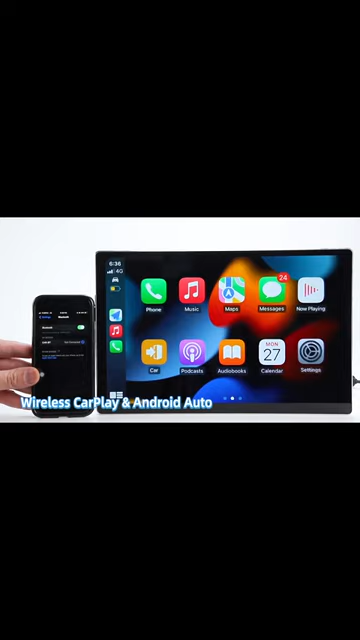 6:36
4G
24
Phone
Music
Maps
Messages
Now Playing
MON
27
Car
Podcasts
Audiobooks
Calendar
Settings
Bluetooth
Wireless CarPlay & Android Auto